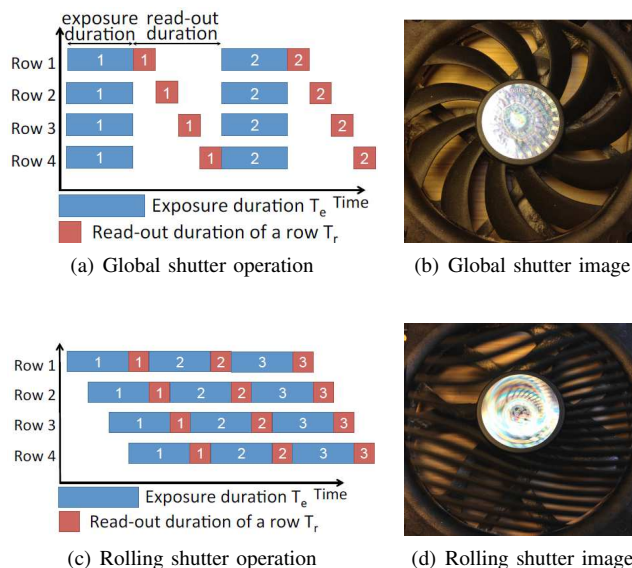 exposure read-out
duration duration
Row 1 1 1 2 2
Row 2 1 1 2 2
Row 3 1 1 2 2
Row 4 1 1 2 2
Exposure duration T_e Time
Read-out duration of a row T_r
(a) Global shutter operation
(b) Global shutter image
Row 1 1 1 2 2 3 3
Row 2 1 1 2 2 3 3
Row 3 1 1 2 2 3 3
Row 4 1 1 2 2 3 3
Exposure duration T_e Time
Read-out duration of a row T_r
(c) Rolling shutter operation
(d) Rolling shutter image